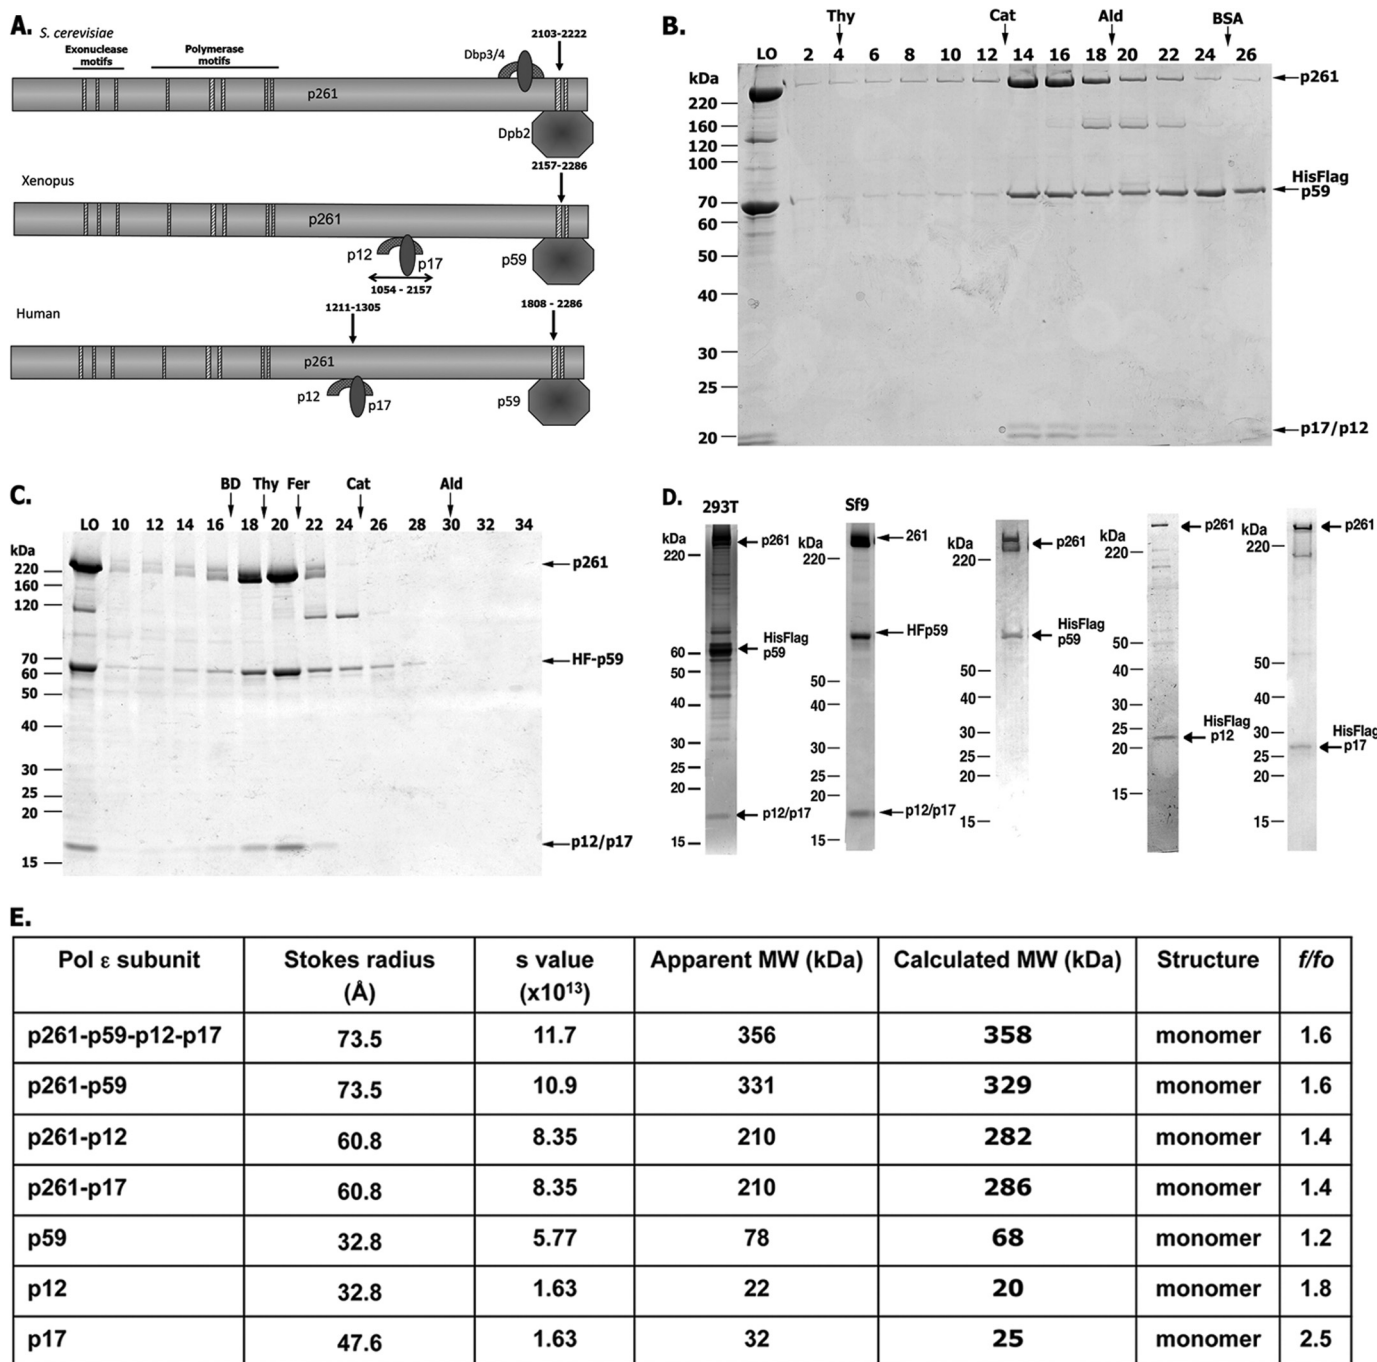 A.
S. cerevisiae
Exonuclease motifs
Polymerase motifs
Dbp3/4
2103-2222
p261
Dpb2
2157-2286
Xenopus
p261
p12
p17
p59
1054 - 2157
1211-1305
1808 - 2286
Human
p261
p12
p17
p59
B.
Thy Cat Ald BSA
LO 2 4 6 8 10 12 14 16 18 20 22 24 26
kDa
220
160
120
100
70
60
50
40
30
25
20
p261
HisFlag
p59
p17/p12
C.
BD Thy Fer Cat Ald
LO 10 12 14 16 18 20 22 24 26 28 30 32 34
kDa
220
160
120
70
60
50
40
30
25
20
15
p261
HF-p59
p12/p17
D.
293T
kDa
220
60
50
40
30
25
20
15
p261
HisFlag
p59
p12/p17
Sf9
kDa
220
50
40
30
20
15
261
HFp59
p12/p17
kDa
220
50
40
30
25
20
15
p261
HisFlag
p59
kDa
220
50
40
30
25
20
15
p261
HisFlag
p12
kDa
220
50
40
30
25
20
15
p261
HisFlag
p17
E.
Pol ε subunit Stokes radius (Å) s value (x10¹³) Apparent MW (kDa) Calculated MW (kDa) Structure f/fo
p261-p59-p12-p17 73.5 11.7 356 358 monomer 1.6
p261-p59 73.5 10.9 331 329 monomer 1.6
p261-p12 60.8 8.35 210 282 monomer 1.4
p261-p17 60.8 8.35 210 286 monomer 1.4
p59 32.8 5.77 78 68 monomer 1.2
p12 32.8 1.63 22 20 monomer 1.8
p17 47.6 1.63 32 25 monomer 2.5